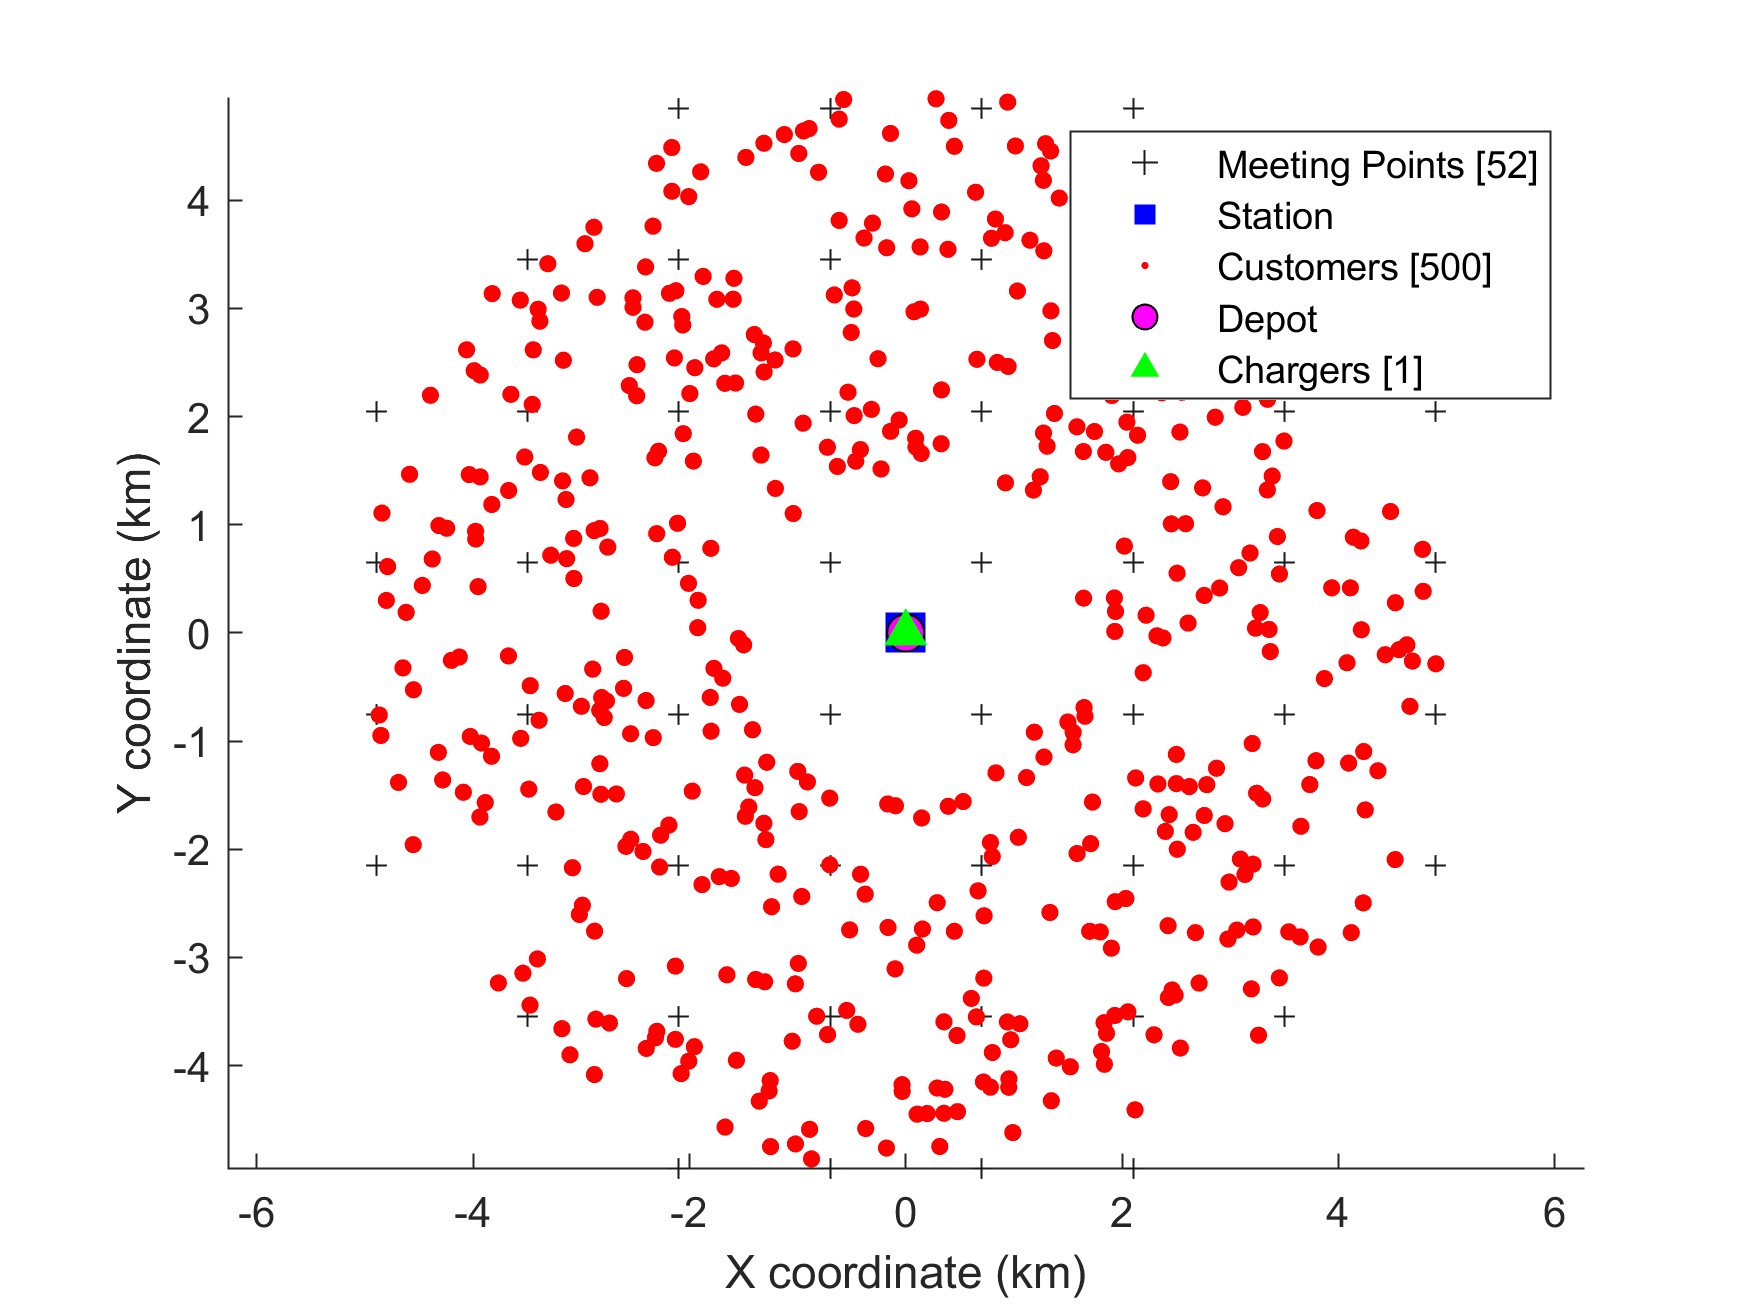 Meeting Points [52]
Station
Customers [500]
Depot
Chargers [1]
4
3
2
1
0
-1
-2
-3
-4
Y coordinate (km)
-6 -4 -2 0 2 4 6
X coordinate (km)